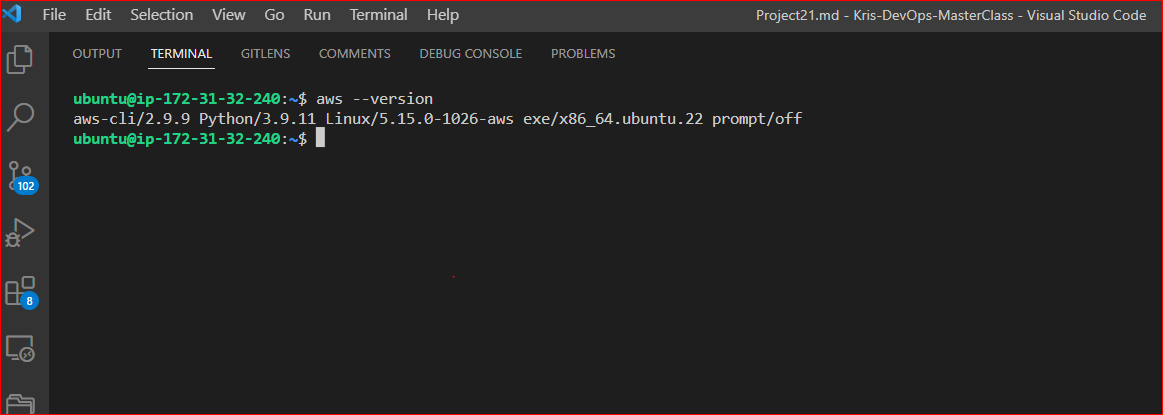 File Edit Selection View Go Run Terminal Help Project21.md - Kris-DevOps-MasterClass - Visual Studio Code
OUTPUT TERMINAL GITLENS COMMENTS DEBUG CONSOLE PROBLEMS
ubuntu@ip-172-31-32-240:~$ aws --version
aws-cli/2.9.9 Python/3.9.11 Linux/5.15.0-1026-aws exe/x86_64.ubuntu.22 prompt/off
ubuntu@ip-172-31-32-240:~$
102
8